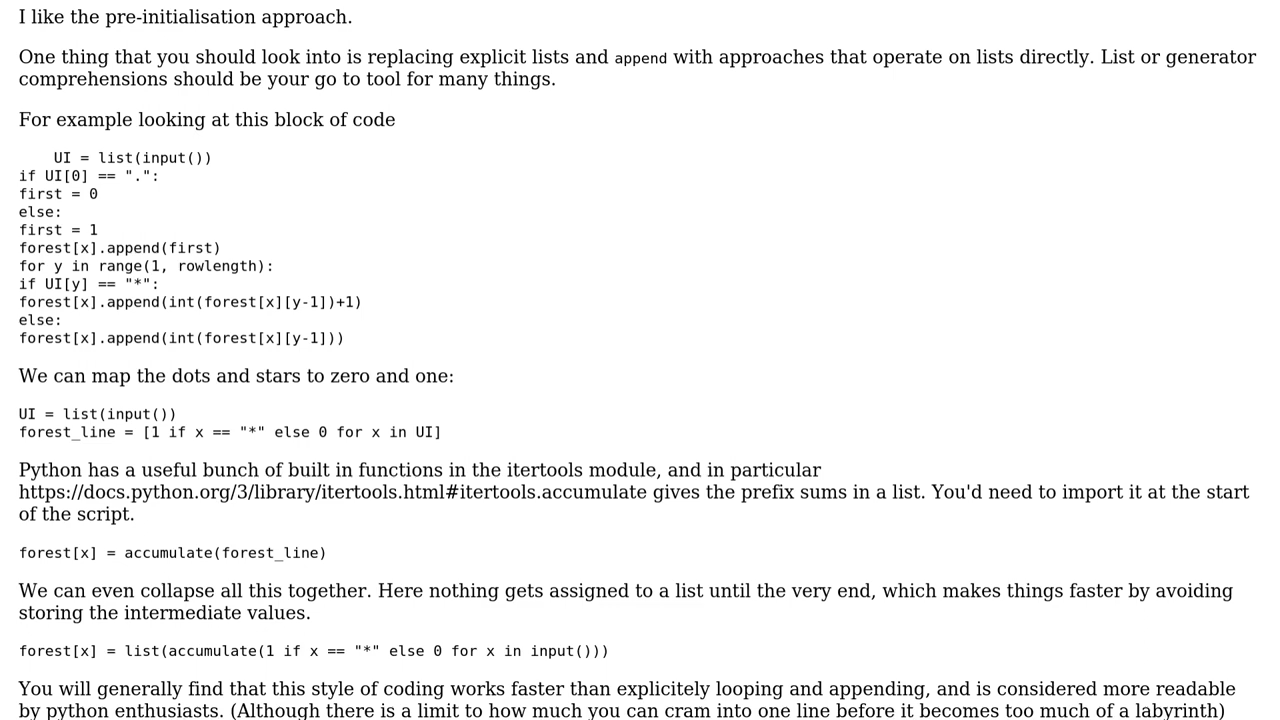 I like the pre-initialisation approach.
One thing that you should look into is replacing explicit lists and append with approaches that operate on lists directly. List or generator
comprehensions should be your go to tool for many things.
For example looking at this block of code
    UI = list(input())
if UI[0] == ".":
first = 0
else:
first = 1
forest[x].append(first)
for y in range(1, rowlength):
if UI[y] == "*":
forest[x].append(int(forest[x][y-1])+1)
else:
forest[x].append(int(forest[x][y-1]))
We can map the dots and stars to zero and one:
UI = list(input())
forest_line = [1 if x == "*" else 0 for x in UI]
Python has a useful bunch of built in functions in the itertools module, and in particular
https://docs.python.org/3/library/itertools.html#itertools.accumulate gives the prefix sums in a list. You'd need to import it at the start
of the script.
forest[x] = accumulate(forest_line)
We can even collapse all this together. Here nothing gets assigned to a list until the very end, which makes things faster by avoiding
storing the intermediate values.
forest[x] = list(accumulate(1 if x == "*" else 0 for x in input()))
You will generally find that this style of coding works faster than explicitely looping and appending, and is considered more readable
by python enthusiasts. (Although there is a limit to how much you can cram into one line before it becomes too much of a labyrinth)